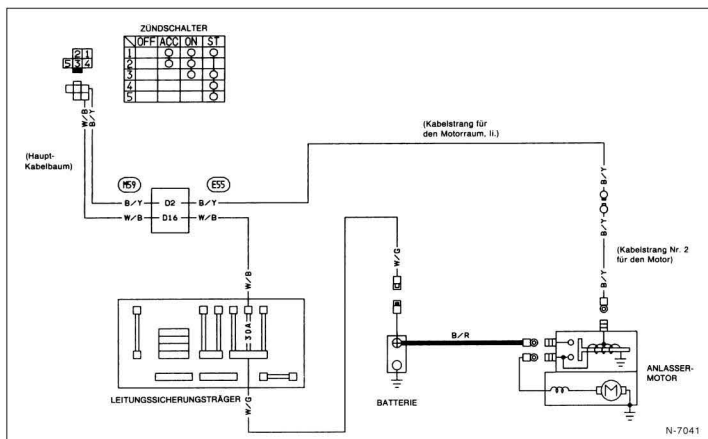 ZÜNDSCHALTER
OFF ACC ON ST
1
2
3
4
5
2 1
5 3 4
W/B
B/Y
(Haupt-
Kabelbaum)
(Kabelstrang für
den Motorraum, li.)
M59
E55
B/Y D2 B/Y
W/B D16 W/B
B/Y
B/Y
(Kabelstrang Nr. 2
für den Motor)
B/Y
W/G
W/B
30A
B/R
LEITUNGSSICHERUNGSTRÄGER
W/G
BATTERIE
M
ANLASSER-
MOTOR
N-7041